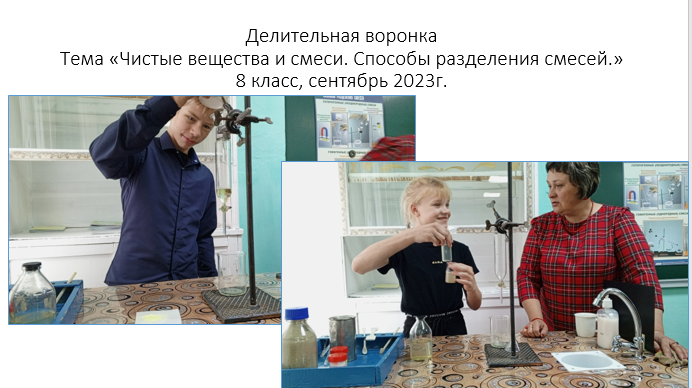 Делительная воронка
Тема «Чистые вещества и смеси. Способы разделения смесей.»
8 класс, сентябрь 2023г.